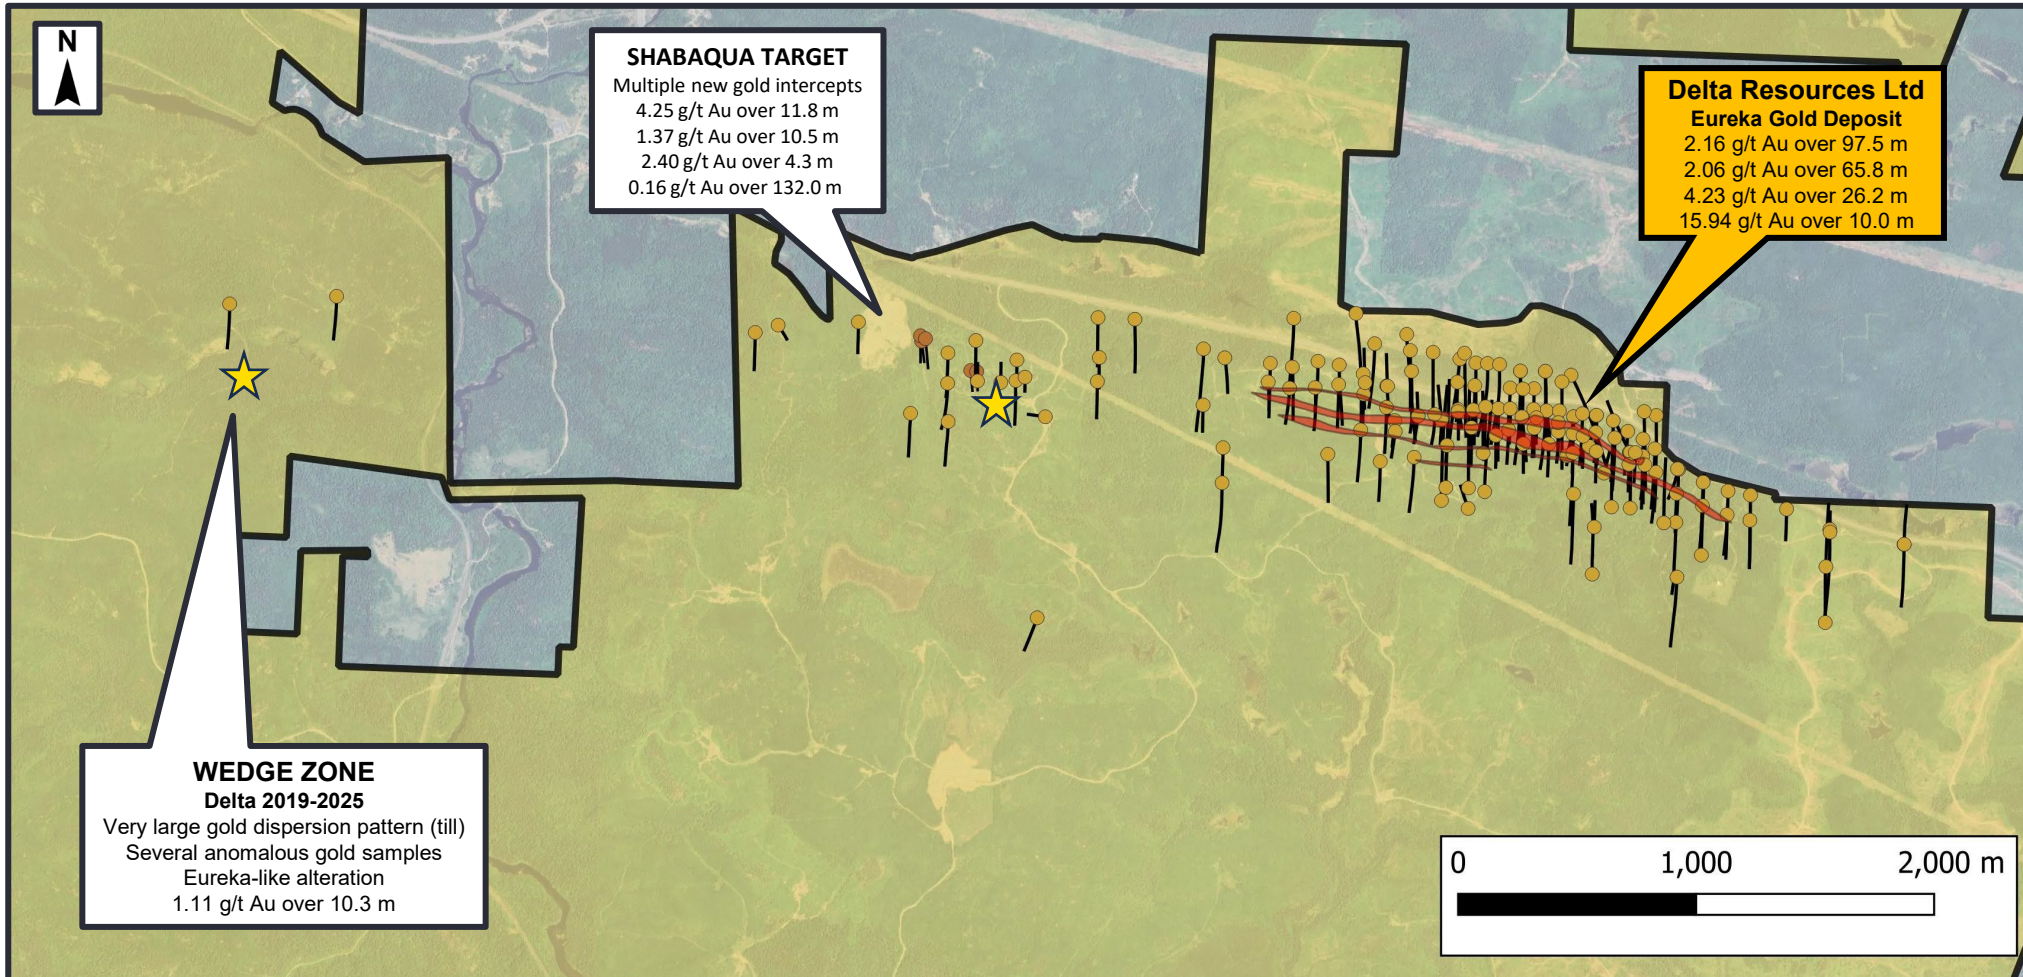 N
SHABAQUA TARGET
Multiple new gold intercepts
4.25 g/t Au over 11.8 m
1.37 g/t Au over 10.5 m
2.40 g/t Au over 4.3 m
0.16 g/t Au over 132.0 m
Delta Resources Ltd
Eureka Gold Deposit
2.16 g/t Au over 97.5 m
2.06 g/t Au over 65.8 m
4.23 g/t Au over 26.2 m
15.94 g/t Au over 10.0 m
WEDGE ZONE
Delta 2019-2025
Very large gold dispersion pattern (till)
Several anomalous gold samples
Eureka-like alteration
1.11 g/t Au over 10.3 m
0 1,000 2,000 m